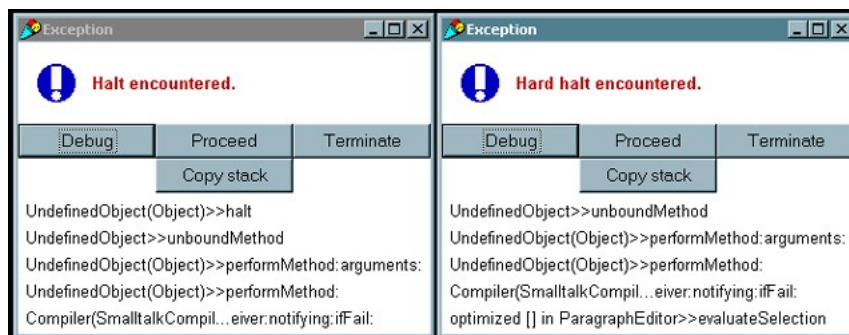 Exception
Halt encountered.
Debug Proceed Terminate
Copy stack
UndefinedObject(Object)>>halt
UndefinedObject>>unboundMethod
UndefinedObject(Object)>>performMethod:arguments:
UndefinedObject(Object)>>performMethod:
Compiler(SmalltalkCompil...eiver:notifying:ifFail:
Exception
Hard halt encountered.
Debug Proceed Terminate
Copy stack
UndefinedObject>>unboundMethod
UndefinedObject(Object)>>performMethod:arguments:
UndefinedObject(Object)>>performMethod:
Compiler(SmalltalkCompil...eiver:notifying:ifFail:
optimized [] in ParagraphEditor>>evaluateSelection